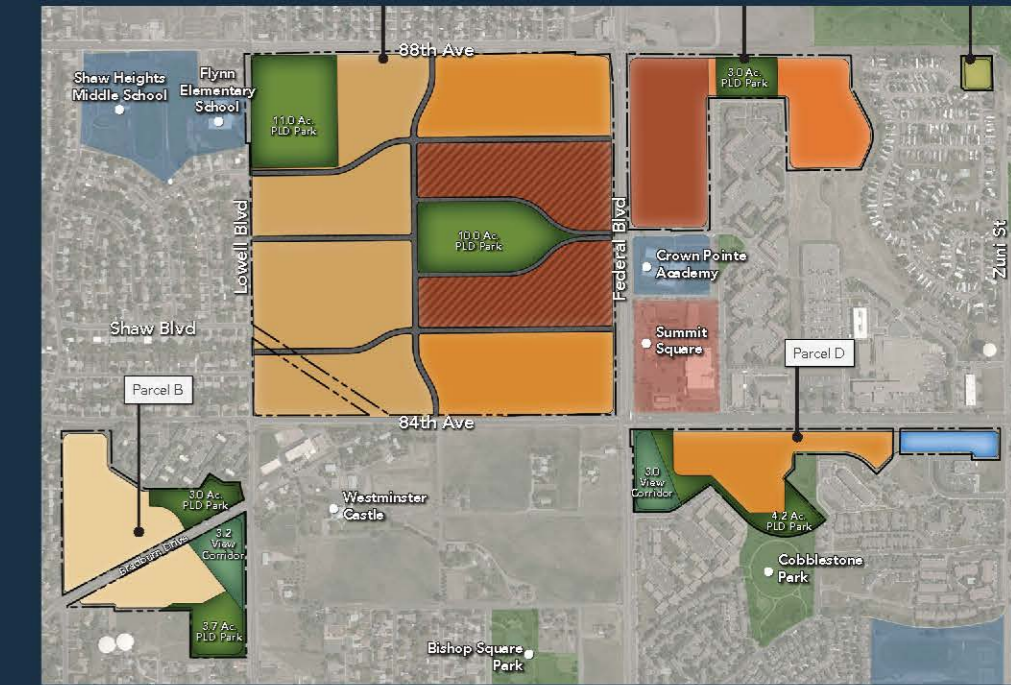 88th Ave
Shaw Heights
Middle School
Flynn
Elementary
School
11.0 Ac.
PLD Park
3.0 Ac.
PLD Park
Lowell Blvd
10.0 Ac.
PLD Park
Federal Blvd
Crown Pointe
Academy
Zuni St
Shaw Blvd
Summit
Square
Parcel D
Parcel B
84th Ave
3.0 Ac.
PLD Park
3.0
View
Corridor
Westminster
Castle
4.2 Ac.
PLD Park
3.2
View
Corridor
Bradburn Drive
Cobblestone
Park
3.7 Ac.
PLD Park
Bishop Square
Park